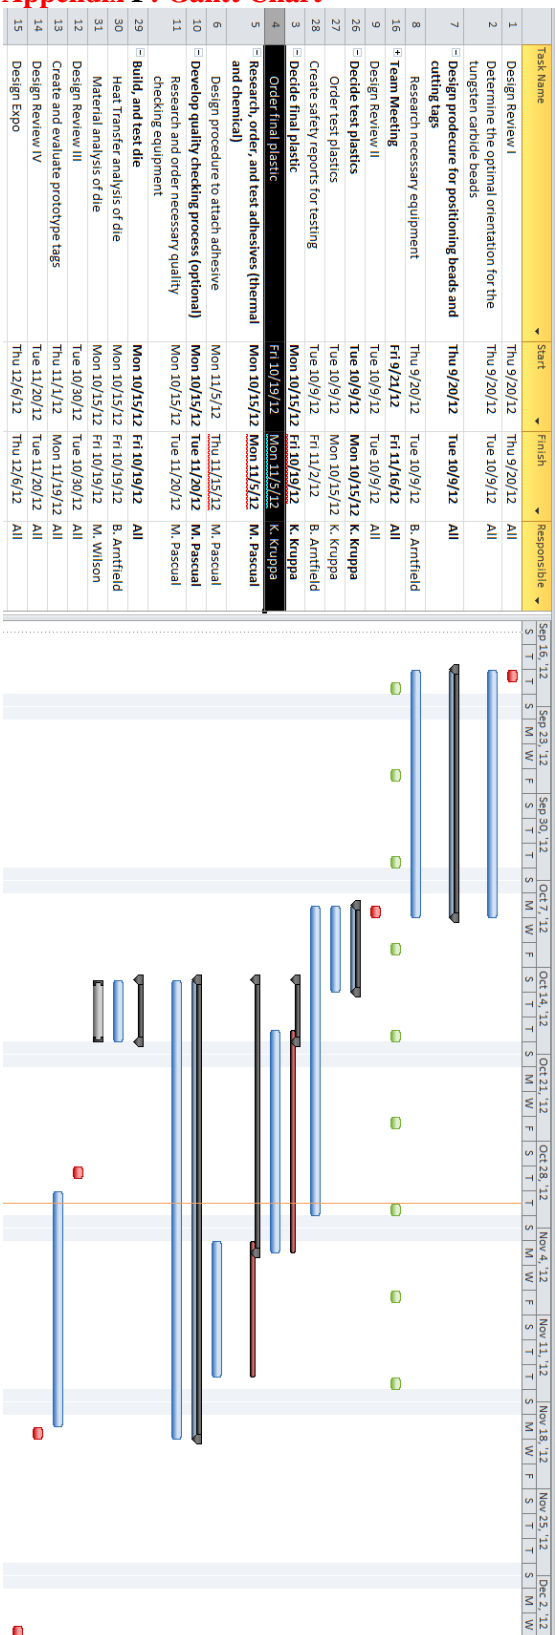 Appendix F: Gantt Chart
Task Name Start Finish Responsible
1 Design Review I Thu 9/20/12 Thu 9/20/12 All
2 Determine the optimal orientation for the Thu 9/20/12 Tue 10/9/12 All
tungsten carbide beads
7 Design prodecure for positioning beads and Thu 9/20/12 Tue 10/9/12 All
cutting tags
8 Research necessary equipment Thu 9/20/12 Tue 10/9/12 B. Arntfield
16 Team Meeting Fri 9/21/12 Fri 11/16/12 All
9 Design Review II Tue 10/9/12 Tue 10/9/12 All
26 Decide test plastics Tue 10/9/12 Mon 10/15/12 K. Kruppa
27 Order test plastics Tue 10/9/12 Mon 10/15/12 K. Kruppa
28 Create safety reports for testing Tue 10/9/12 Fri 11/2/12 B. Arntfield
3 Decide final plastic Mon 10/15/12 Fri 10/19/12 K. Kruppa
4 Order final plastic Fri 10/19/12 Mon 11/5/12 K. Kruppa
5 Research, order, and test adhesives (thermal Mon 10/15/12 Mon 11/5/12 M. Pascual
and chemical)
6 Design procedure to attach adhesive Mon 11/5/12 Thu 11/15/12 M. Pascual
10 Develop quality checking process (optional) Mon 10/15/12 Tue 11/20/12 M. Pascual
11 Research and order necessary quality Mon 10/15/12 Tue 11/20/12 M. Pascual
checking equipment
29 Build, and test die Mon 10/15/12 Fri 10/19/12 All
30 Heat Transfer analysis of die Mon 10/15/12 Fri 10/19/12 B. Arntfield
31 Material analysis of die Mon 10/15/12 Fri 10/19/12 M. Wilson
12 Design Review III Tue 10/30/12 Tue 10/30/12 All
13 Create and evaluate prototype tags Thu 11/1/12 Mon 11/19/12 All
14 Design Review IV Tue 11/20/12 Tue 11/20/12 All
15 Design Expo Thu 12/6/12 Thu 12/6/12 All
Sep 16, '12 Sep 23, '12 Sep 30, '12 Oct 7, '12 Oct 14, '12 Oct 21, '12 Oct 28, '12 Nov 4, '12 Nov 11, '12 Nov 18, '12 Nov 25, '12 Dec 2, '12
S T T S M W F S T T S M W F S T T S M W F S T T S M W F S T T S M W F S T T S M W